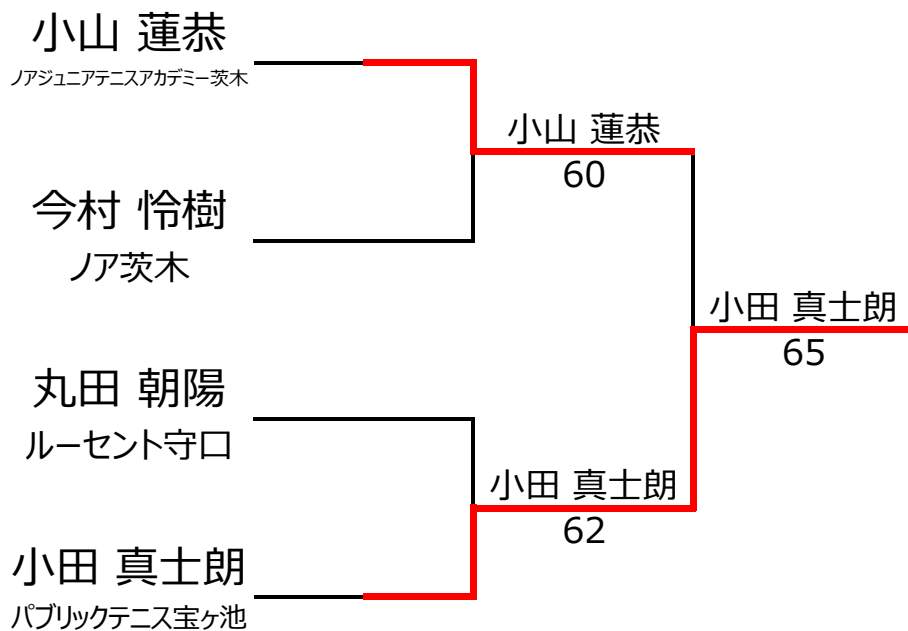 小山 蓮恭
ノアジュニアテニスアカデミー茨木
小山 蓮恭
60
今村 怜樹
ノア茨木
小田 真士朗
65
丸田 朝陽
ルーセント守口
小田 真士朗
62
小田 真士朗
パブリックテニス宝ヶ池